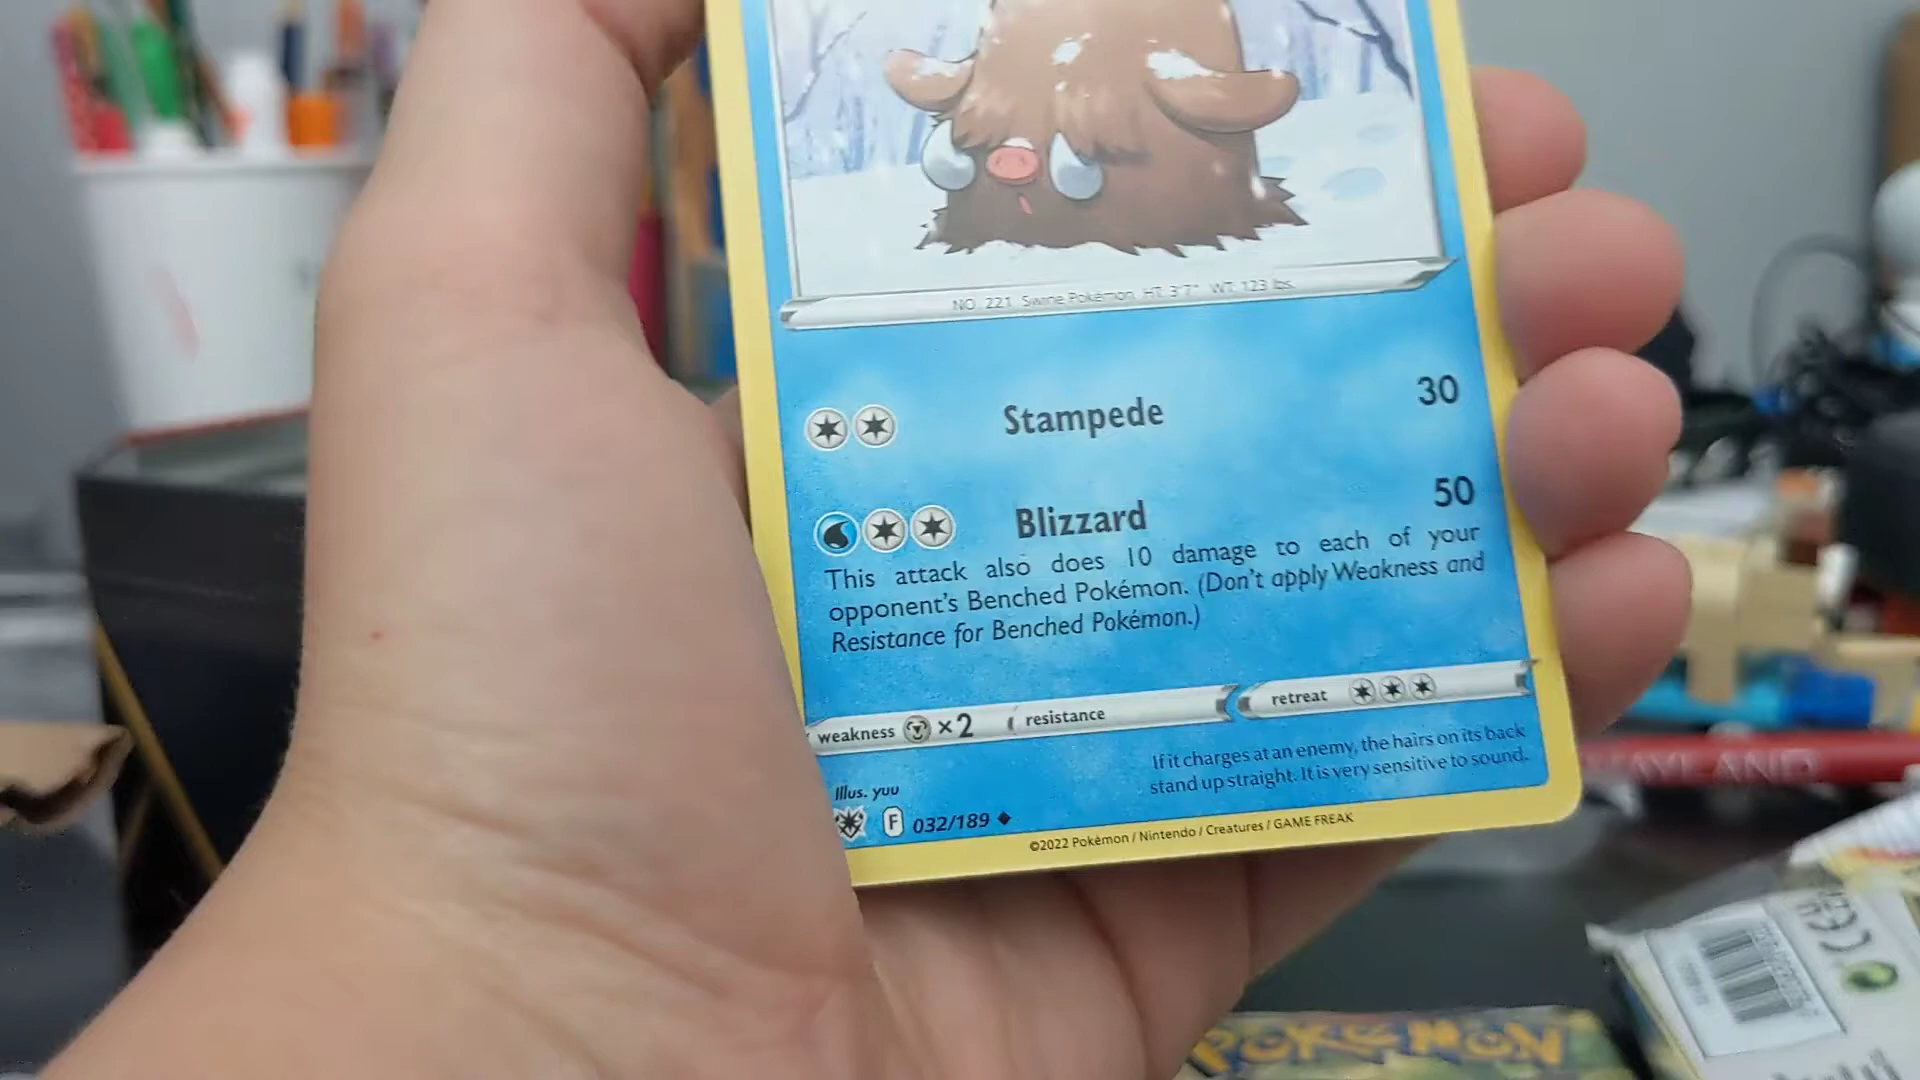 NO. 221 Swine Pokémon HT: 3'7" WT: 123 lbs.
Stampede 30
Blizzard 50
This attack also does 10 damage to each of your
opponent's Benched Pokémon. (Don't apply Weakness and
Resistance for Benched Pokémon.)
weakness ×2 resistance retreat
If it charges at an enemy, the hairs on its back
stand up straight. It is very sensitive to sound.
Illus. yuu
F 032/189
©2022 Pokémon / Nintendo / Creatures / GAME FREAK
POKEMON